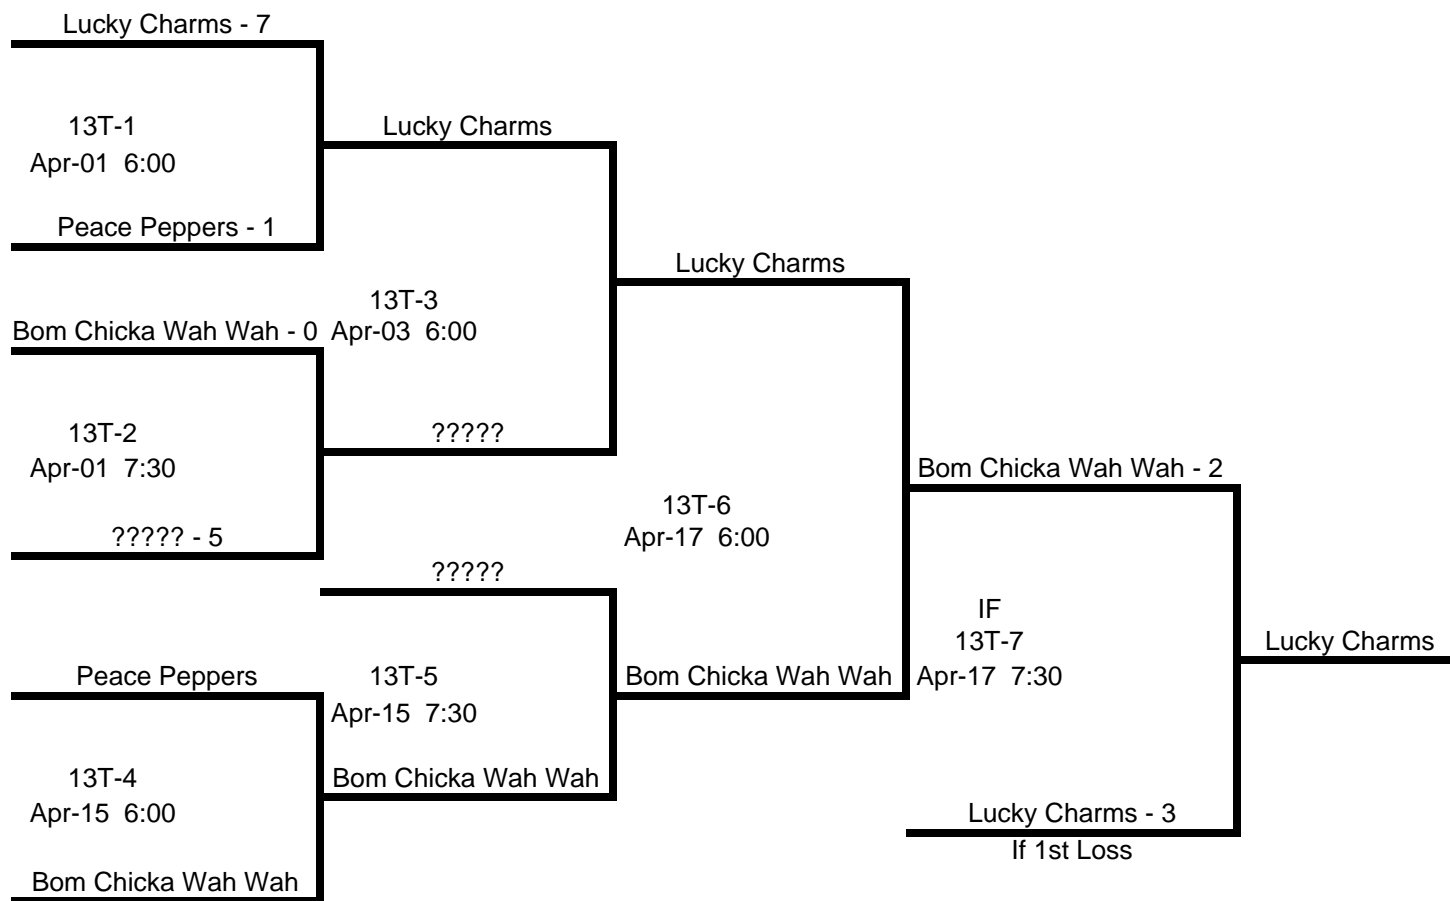 Lucky Charms - 7
13T-1
Apr-01 6:00
Peace Peppers - 1
Lucky Charms
Bom Chicka Wah Wah - 0
13T-3
Apr-03 6:00
13T-2
Apr-01 7:30
????? - 5
?????
Lucky Charms
?????
13T-6
Apr-17 6:00
Peace Peppers
13T-5
Apr-15 7:30
13T-4
Apr-15 6:00
Bom Chicka Wah Wah
Bom Chicka Wah Wah
Bom Chicka Wah Wah
Bom Chicka Wah Wah - 2
IF
13T-7
Apr-17 7:30
Lucky Charms - 3
If 1st Loss
Lucky Charms